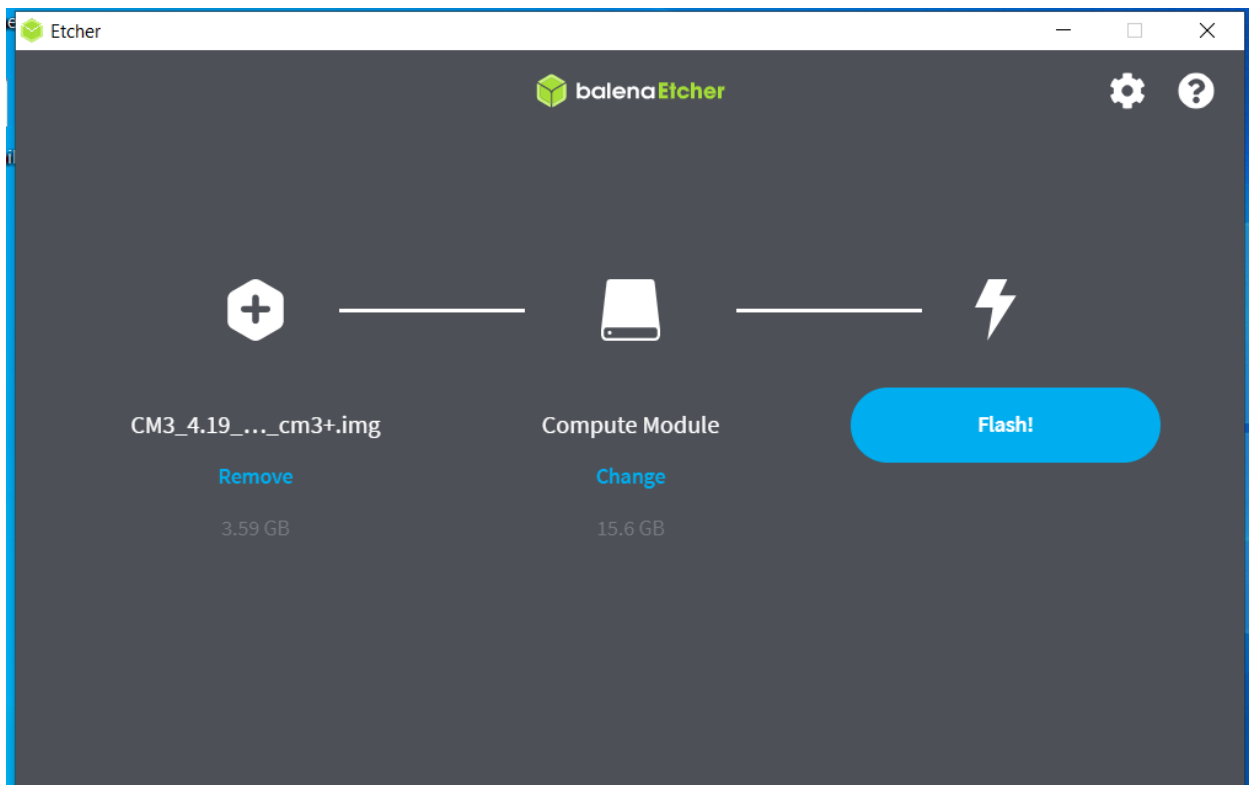 Etcher
balenaEtcher
CM3_4.19_..._cm3+.img
Compute Module
Flash!
Remove
Change
3.59 GB
15.6 GB